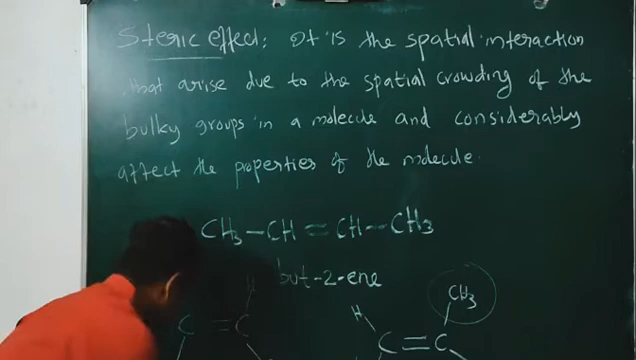 Steric effect: It is the spatial interaction
that arise due to the spatial crowding of the
bulky groups in a molecule and considerably
affect the properties of the molecule.
CH3-CH=CH-CH3
but-2-ene
H
H
CH3
C=C
C=C